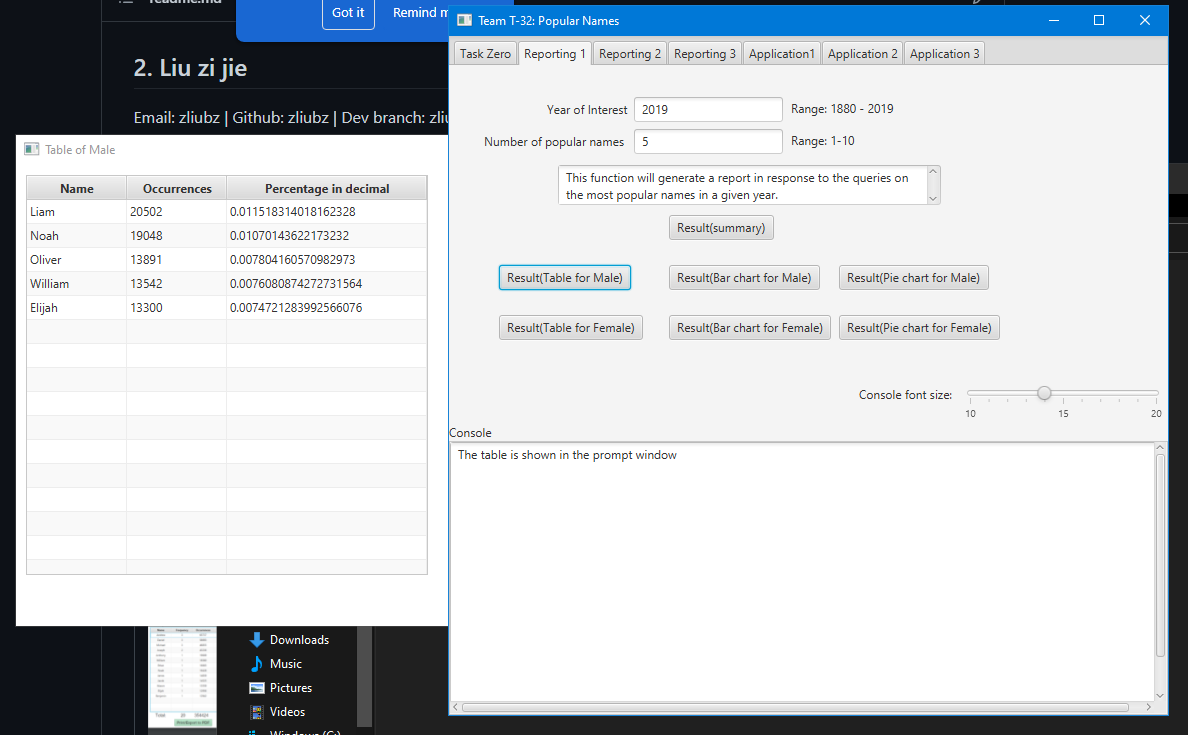 readme.md
Got it
Remind m
2. Liu zi jie
Email: zliubz | Github: zliubz | Dev branch: zliu
Table of Male
Name Occurrences Percentage in decimal
Liam 20502 0.011518314018162328
Noah 19048 0.01070143622173232
Oliver 13891 0.007804160570982973
William 13542 0.0076080874272731564
Elijah 13300 0.0074721283992566076
Team T-32: Popular Names
Task Zero Reporting 1 Reporting 2 Reporting 3 Application1 Application 2 Application 3
Year of Interest 2019 Range: 1880 - 2019
Number of popular names 5 Range: 1-10
This function will generate a report in response to the queries on
the most popular names in a given year.
Result(summary)
Result(Table for Male) Result(Bar chart for Male) Result(Pie chart for Male)
Result(Table for Female) Result(Bar chart for Female) Result(Pie chart for Female)
Console font size:
10 15 20
Console
The table is shown in the prompt window
Downloads
Music
Pictures
Videos
Windows (C:)